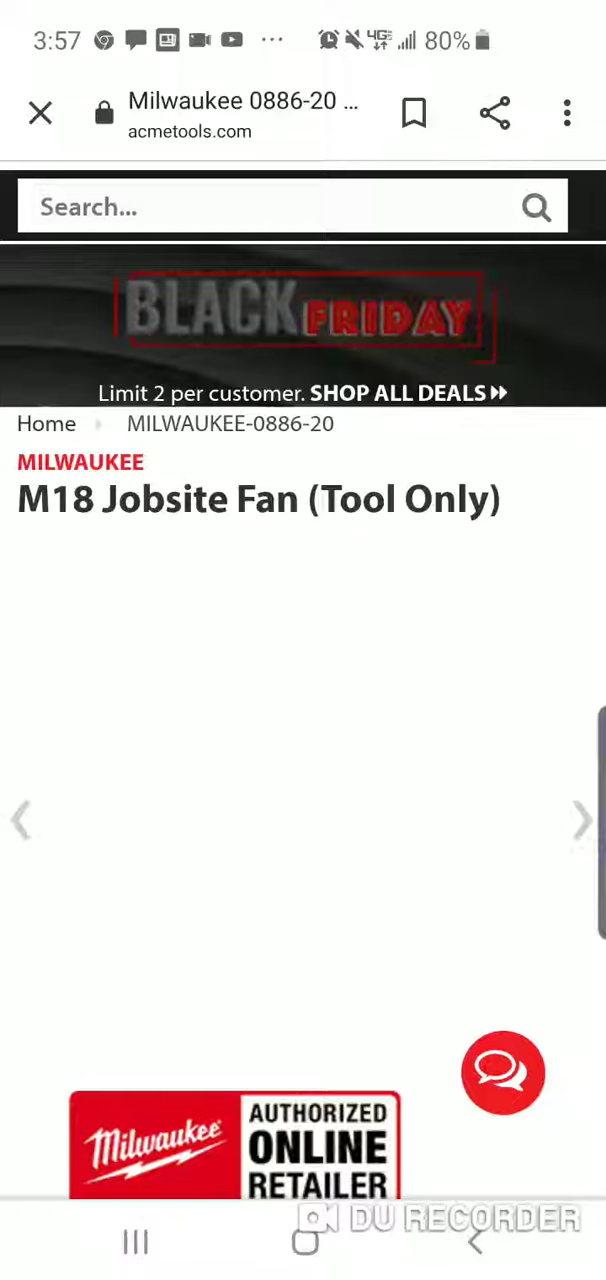 3:57 ... 4GE 80%
Milwaukee 0886-20 ...
acmetools.com
Search...
BLACK FRIDAY
Limit 2 per customer. SHOP ALL DEALS
Home MILWAUKEE-0886-20
MILWAUKEE
M18 Jobsite Fan (Tool Only)
Milwaukee
AUTHORIZED
ONLINE
RETAILER
DU RECORDER